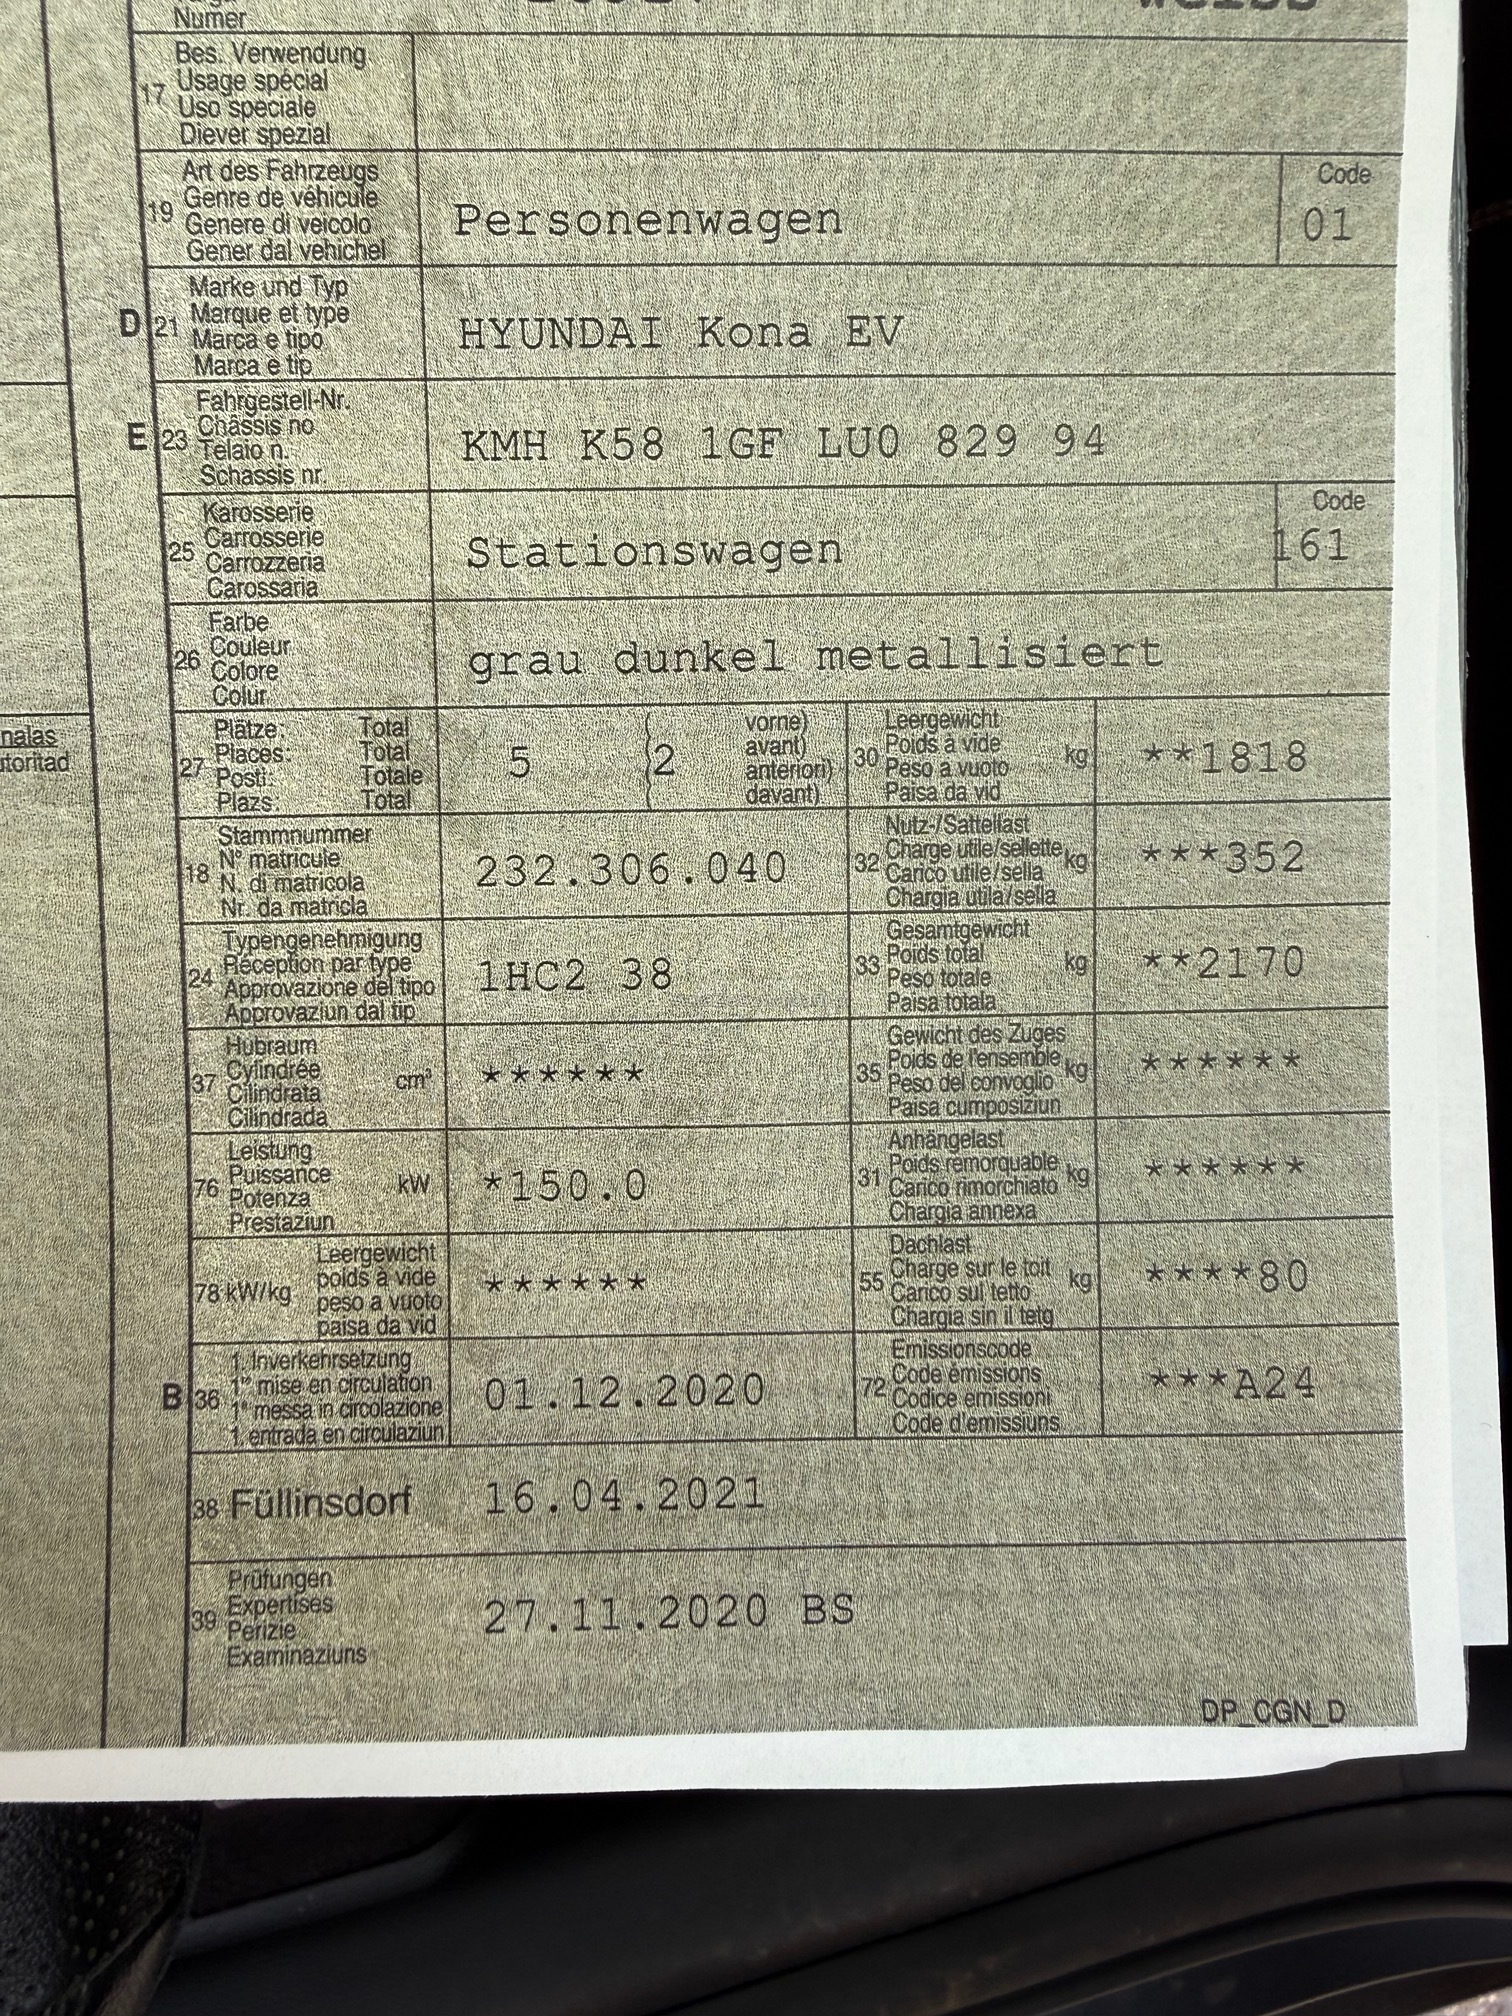 Numer
17 Bes. Verwendung
Usage spécial
Uso speciale
Diever spezial
19 Art des Fahrzeugs
Genre de véhicule
Genere di veicolo
Gener dal vehichel
Personenwagen
Code
01
D 21 Marke und Typ
Marque et type
Marca e tipo
Marca e tip
HYUNDAI Kona EV
E 23 Fahrgestell-Nr.
Châssis no
Telaio n.
Schassis nr.
KMH K58 1GF LU0 829 94
25 Karosserie
Carrosserie
Carrozzeria
Carossaria
Stationswagen
Code
161
26 Farbe
Couleur
Colore
Colur
grau dunkel metallisiert
nalas
utoritad
27 Plätze: Total
Places: Total
Posti: Totale
Plazs: Total
5
2
vorne)
avant)
anteriori)
davant)
30 Leergewicht
Poids à vide kg
Peso a vuoto
Paisa da vid
**1818
18 Stammnummer
N° matricule
N. di matricola
Nr. da matricla
232.306.040
32 Nutz-/Sattellast
Charge utile/sellette kg
Carico utile/sella
Chargia utila/sella
***352
24 Typengenehmigung
Réception par type
Approvazione del tipo
Approvaziun dal tip
1HC2 38
33 Gesamtgewicht
Poids total kg
Peso totale
Paisa totala
**2170
37 Hubraum
Cylindrée cm³
Cilindrata
Cilindrada
******
35 Gewicht des Zuges
Poids de l'ensemble kg
Peso del convoglio
Paisa cumposiziun
******
76 Leistung
Puissance kW
Potenza
Prestaziun
*150.0
31 Anhängelast
Poids remorquable kg
Carico rimorchiato
Chargia annexa
******
78 kW/kg Leergewicht
poids à vide
peso a vuoto
paisa da vid
******
55 Dachlast
Charge sur le toit kg
Carico sul tetto
Chargia sin il tetg
****80
B 36 1. Inverkehrsetzung
1re mise en circulation
1a messa in circolazione
1. entrada en circulaziun
01.12.2020
72 Emissionscode
Code émissions
Codice emissioni
Code d'emissiuns
***A24
38 Füllinsdorf 16.04.2021
39 Prüfungen
Expertises
Perizie
Examinaziuns
27.11.2020 BS
DP_CGN_D